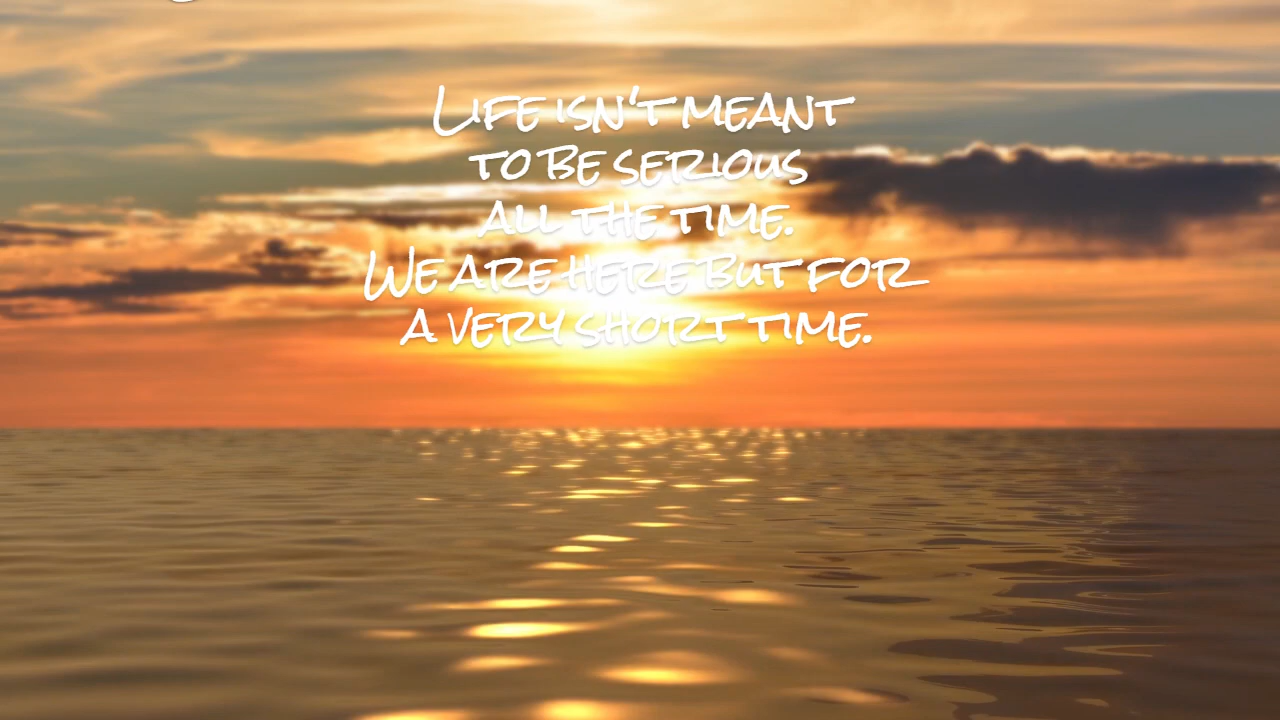 Life isn't meant
to be serious
all the time.
We are here but for
a very short time.